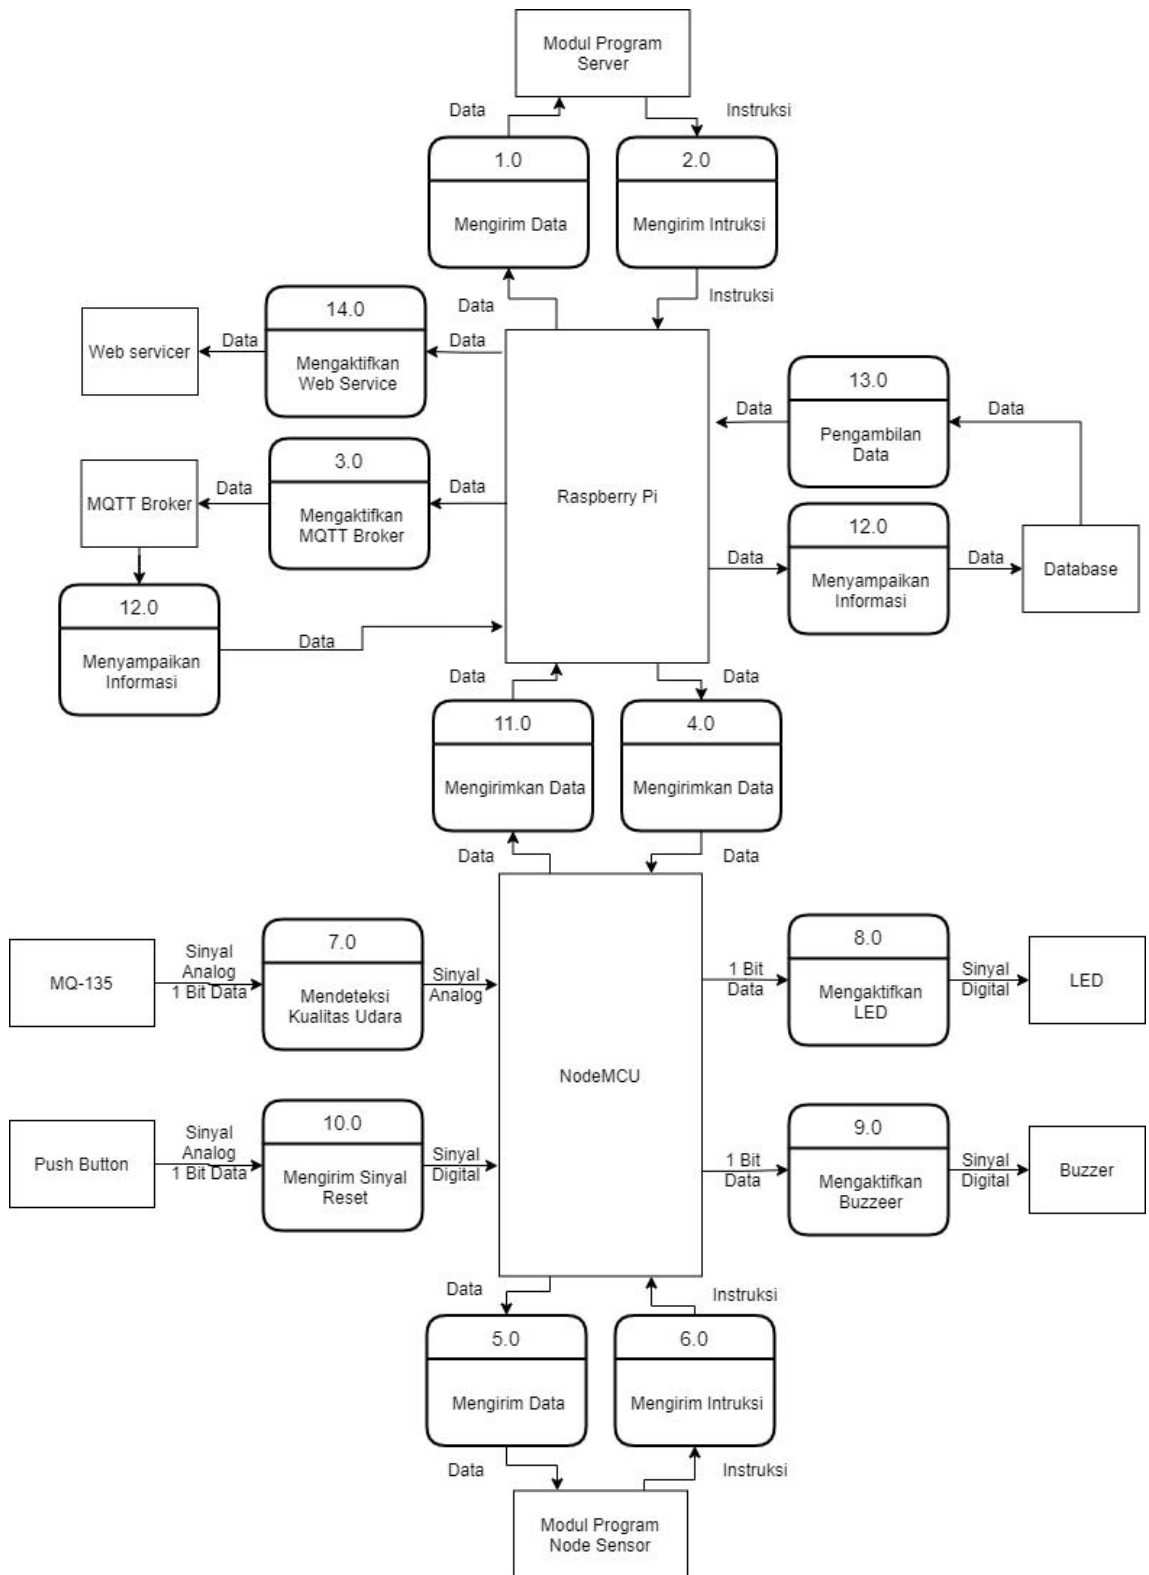 Modul Program
Server
Data
Instruksi
1.0
Mengirim Data
2.0
Mengirim Intruksi
Data
Instruksi
14.0
Mengaktifkan
Web Service
Web servicer
Data
Data
13.0
Pengambilan
Data
Data
Data
3.0
Mengaktifkan
MQTT Broker
MQTT Broker
Data
Data
Raspberry Pi
12.0
Menyampaikan
Informasi
Data
Data
Database
12.0
Menyampaikan
Informasi
Data
Data
Data
11.0
Mengirimkan Data
4.0
Mengirimkan Data
Data
Data
MQ-135
Sinyal
Analog
1 Bit Data
7.0
Mendeteksi
Kualitas Udara
Sinyal
Analog
1 Bit
Data
8.0
Mengaktifkan
LED
Sinyal
Digital
LED
NodeMCU
Push Button
Sinyal
Analog
1 Bit Data
10.0
Mengirim Sinyal
Reset
Sinyal
Digital
1 Bit
Data
9.0
Mengaktifkan
Buzzeer
Sinyal
Digital
Buzzer
Data
Instruksi
5.0
Mengirim Data
6.0
Mengirim Intruksi
Data
Instruksi
Modul Program
Node Sensor